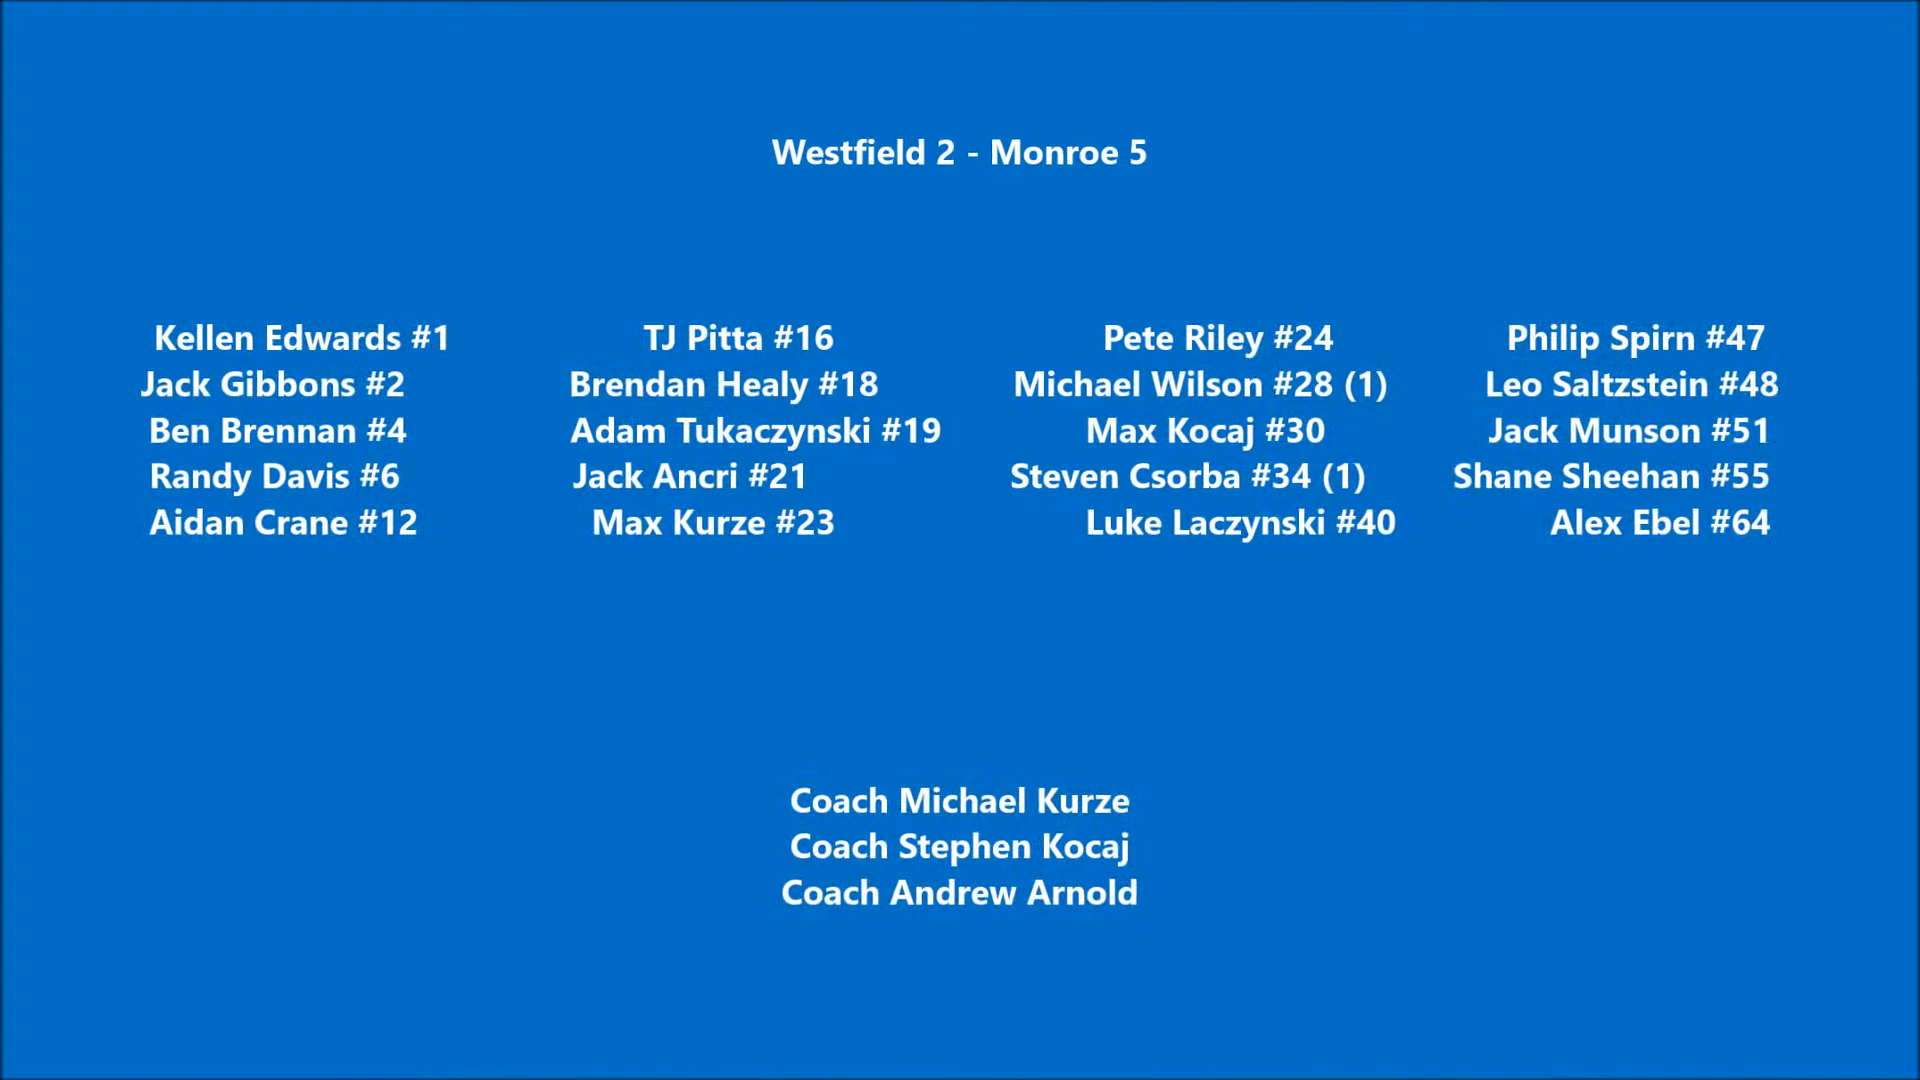 Westfield 2 - Monroe 5
Kellen Edwards #1 TJ Pitta #16 Pete Riley #24 Philip Spirn #47
Jack Gibbons #2 Brendan Healy #18 Michael Wilson #28 (1) Leo Saltzstein #48
Ben Brennan #4 Adam Tukaczynski #19 Max Kocaj #30 Jack Munson #51
Randy Davis #6 Jack Ancri #21 Steven Csorba #34 (1) Shane Sheehan #55
Aidan Crane #12 Max Kurze #23 Luke Laczynski #40 Alex Ebel #64
Coach Michael Kurze
Coach Stephen Kocaj
Coach Andrew Arnold